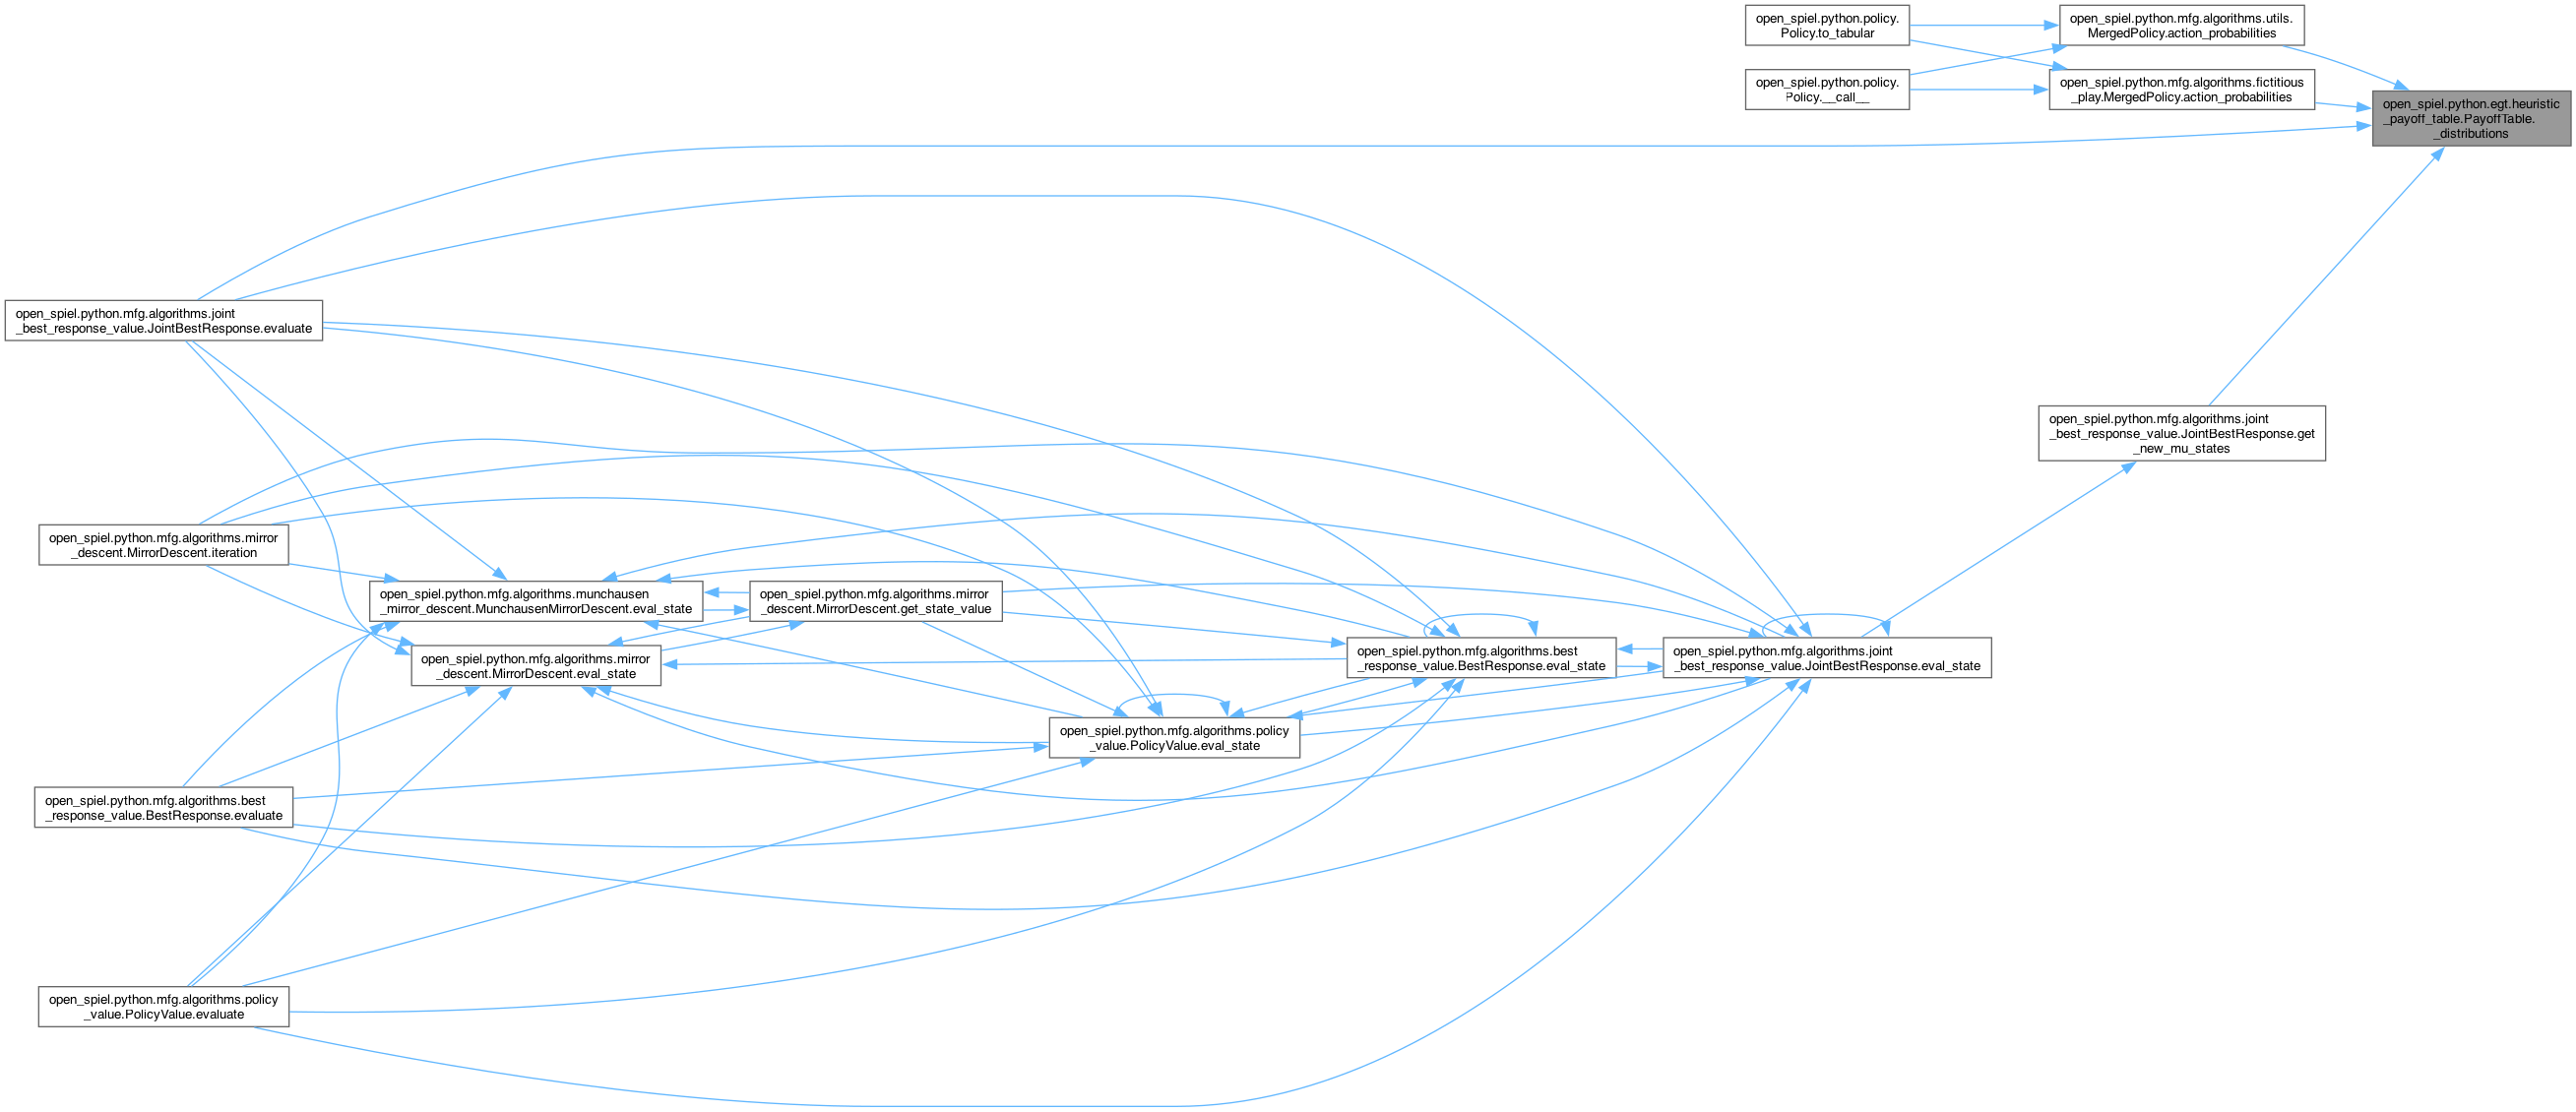 open_spiel.python.policy.
Policy.to_tabular
open_spiel.python.mfg.algorithms.utils.
MergedPolicy.action_probabilities
open_spiel.python.policy.
Policy.__call__
open_spiel.python.mfg.algorithms.fictitious
_play.MergedPolicy.action_probabilities
open_spiel.python.egt.heuristic
_payoff_table.PayoffTable.
_distributions
open_spiel.python.mfg.algorithms.joint
_best_response_value.JointBestResponse.evaluate
open_spiel.python.mfg.algorithms.joint
_best_response_value.JointBestResponse.get
_new_mu_states
open_spiel.python.mfg.algorithms.mirror
_descent.MirrorDescent.iteration
open_spiel.python.mfg.algorithms.munchausen
_mirror_descent.MunchausenMirrorDescent.eval_state
open_spiel.python.mfg.algorithms.mirror
_descent.MirrorDescent.get_state_value
open_spiel.python.mfg.algorithms.mirror
_descent.MirrorDescent.eval_state
open_spiel.python.mfg.algorithms.best
_response_value.BestResponse.eval_state
open_spiel.python.mfg.algorithms.joint
_best_response_value.JointBestResponse.eval_state
open_spiel.python.mfg.algorithms.policy
_value.PolicyValue.eval_state
open_spiel.python.mfg.algorithms.best
_response_value.BestResponse.evaluate
open_spiel.python.mfg.algorithms.policy
_value.PolicyValue.evaluate